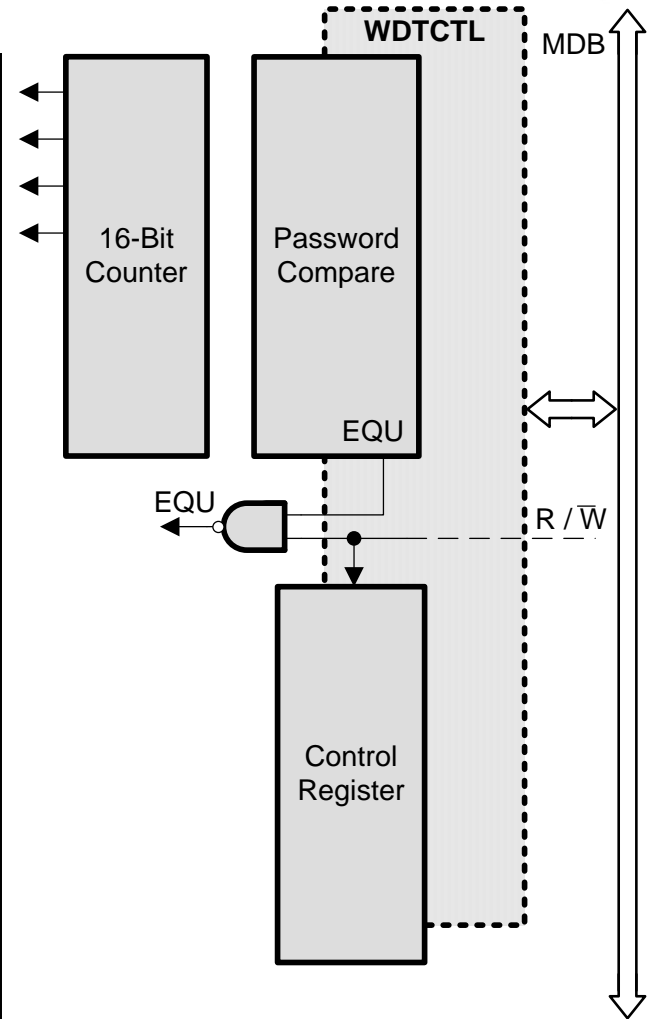 WDTCTL
MDB
16-Bit
Counter
Password
Compare
EQU
EQU
R / W̅
Control
Register